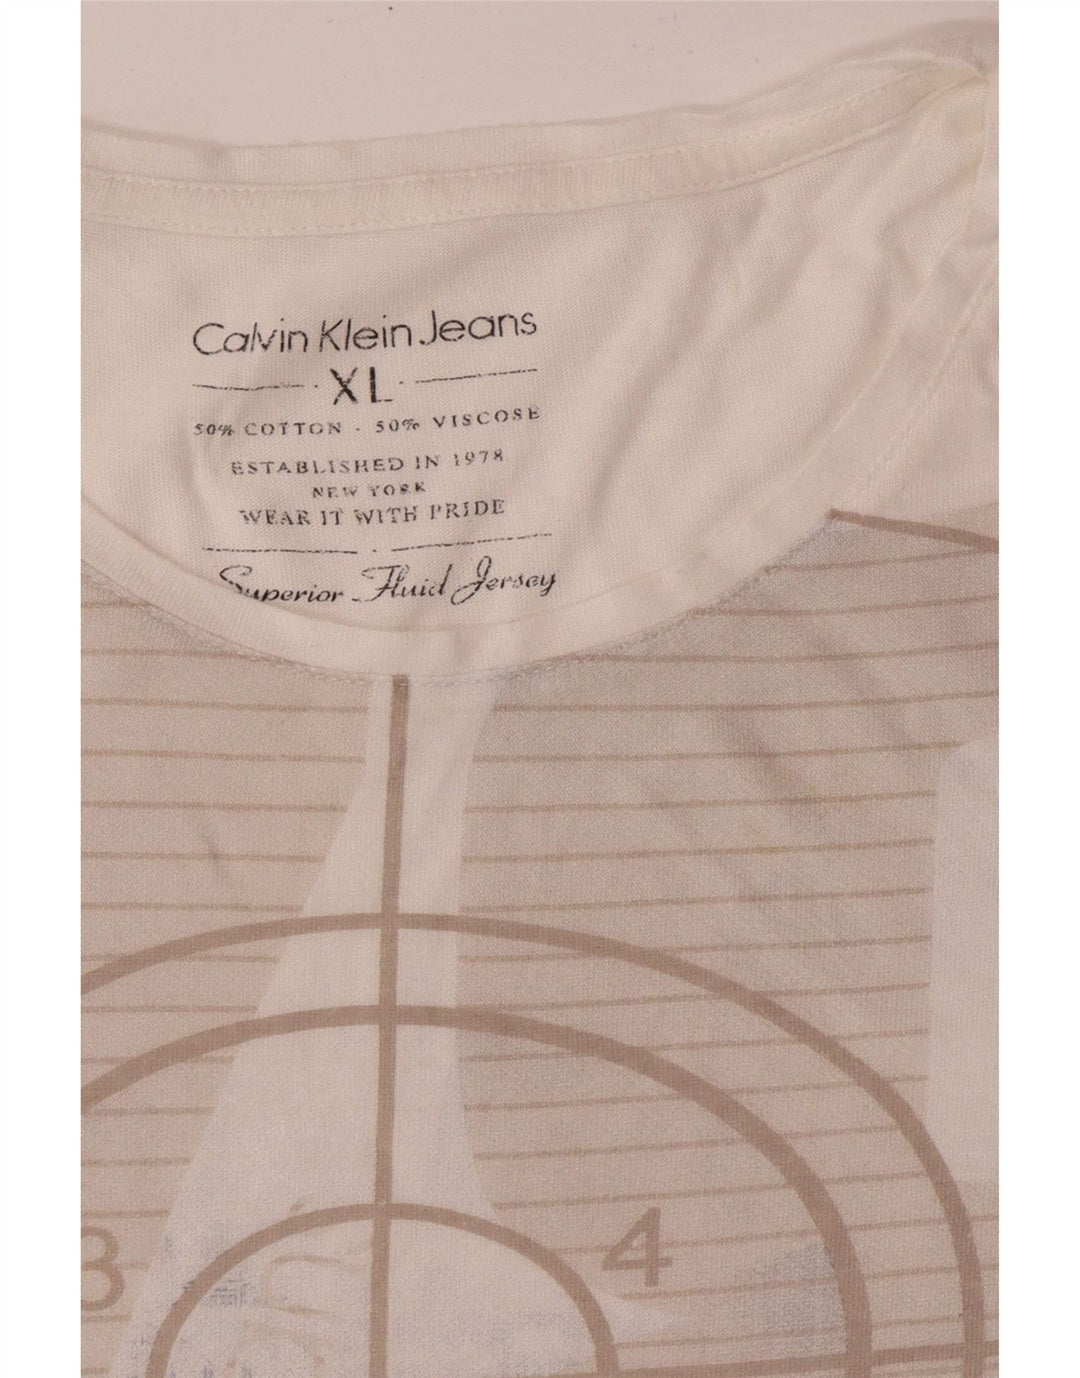 Calvin Klein Jeans
XL
50% COTTON - 50% VISCOSE
ESTABLISHED IN 1978
NEW YORK
WEAR IT WITH PRIDE
Superior Fluid Jersey
3 4